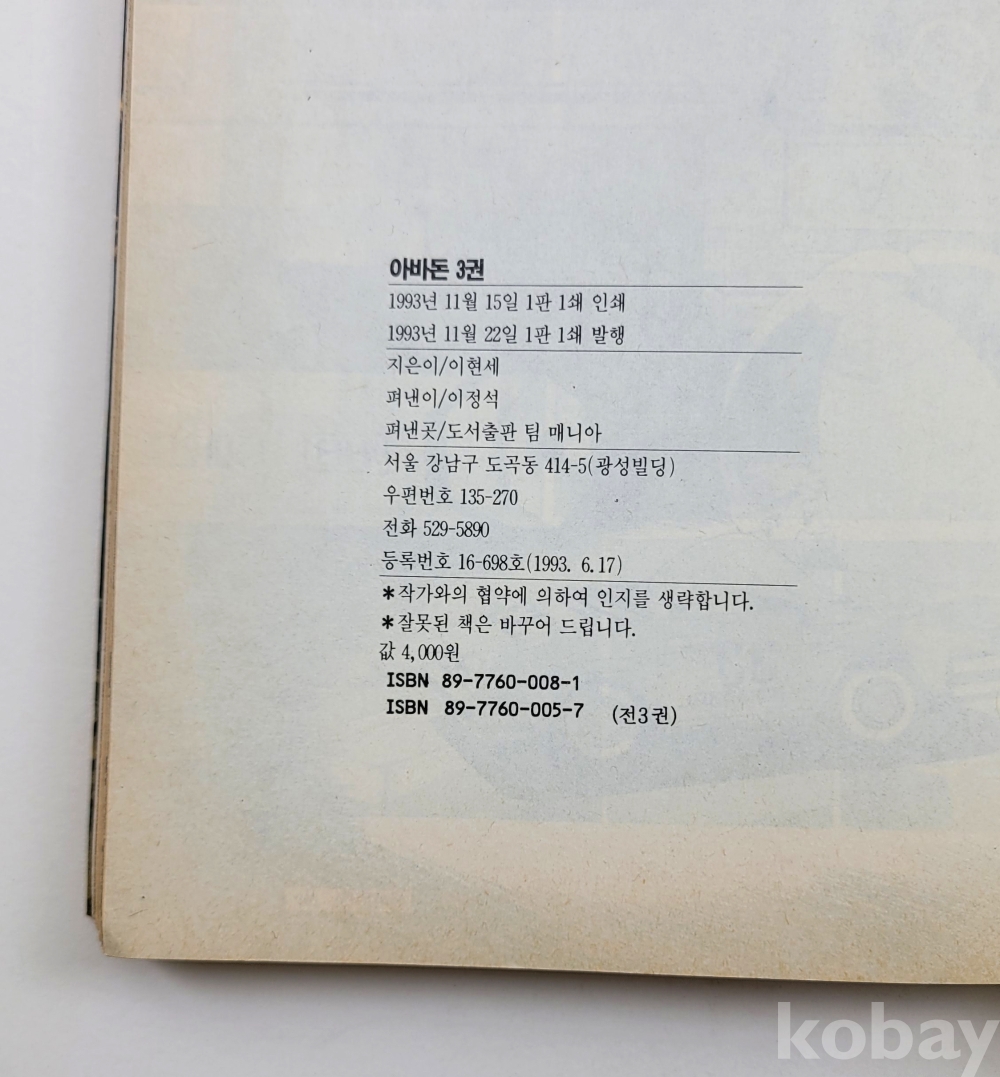 아바돈 3권
1993년 11월 15일 1판 1쇄 인쇄
1993년 11월 22일 1판 1쇄 발행
지은이/이현세
펴낸이/이정석
펴낸곳/도서출판 팀 매니아
서울 강남구 도곡동 414-5(광성빌딩)
우편번호 135-270
전화 529-5890
등록번호 16-698호(1993. 6.17)
*작가와의 협약에 의하여 인지를 생략합니다.
*잘못된 책은 바꾸어 드립니다.
값 4,000원
ISBN 89-7760-008-1
ISBN 89-7760-005-7 (전3권)
kobay